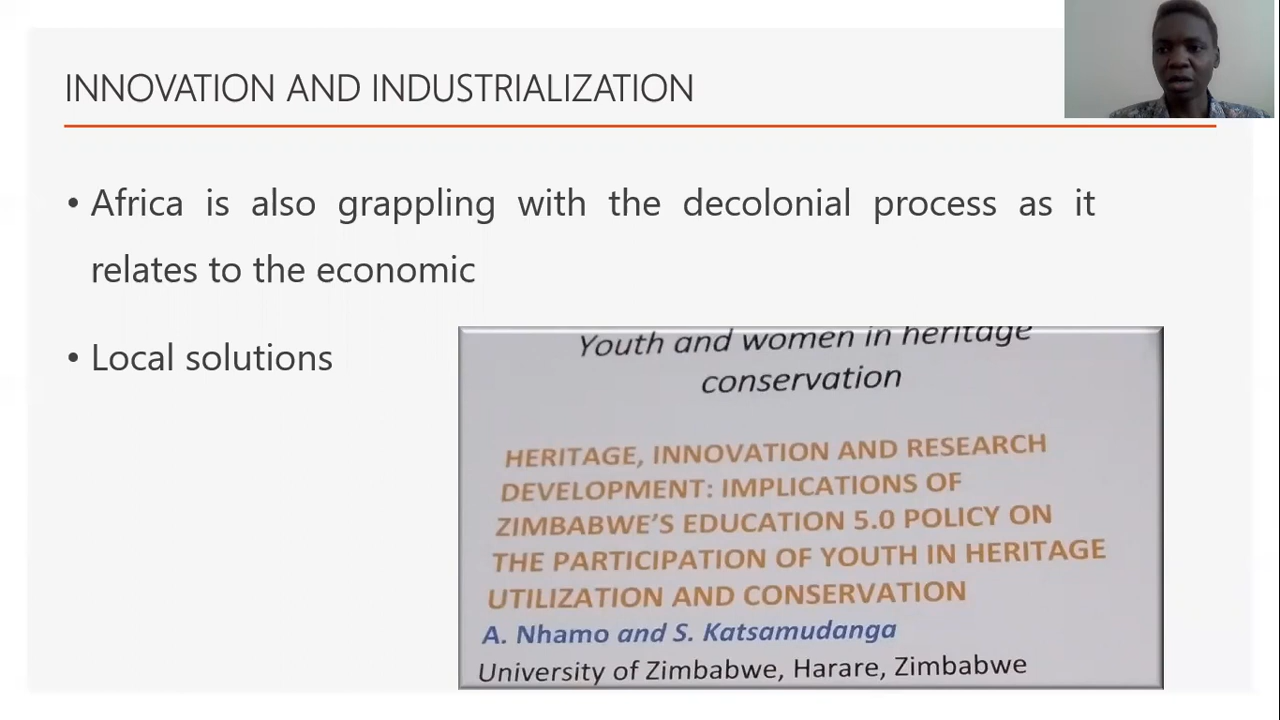 INNOVATION AND INDUSTRIALIZATION
• Africa is also grappling with the decolonial process as it
relates to the economic
• Local solutions
Youth and women in heritage
conservation
HERITAGE, INNOVATION AND RESEARCH
DEVELOPMENT: IMPLICATIONS OF
ZIMBABWE'S EDUCATION 5.0 POLICY ON
THE PARTICIPATION OF YOUTH IN HERITAGE
UTILIZATION AND CONSERVATION
A. Nhamo and S. Katsamudanga
University of Zimbabwe, Harare, Zimbabwe